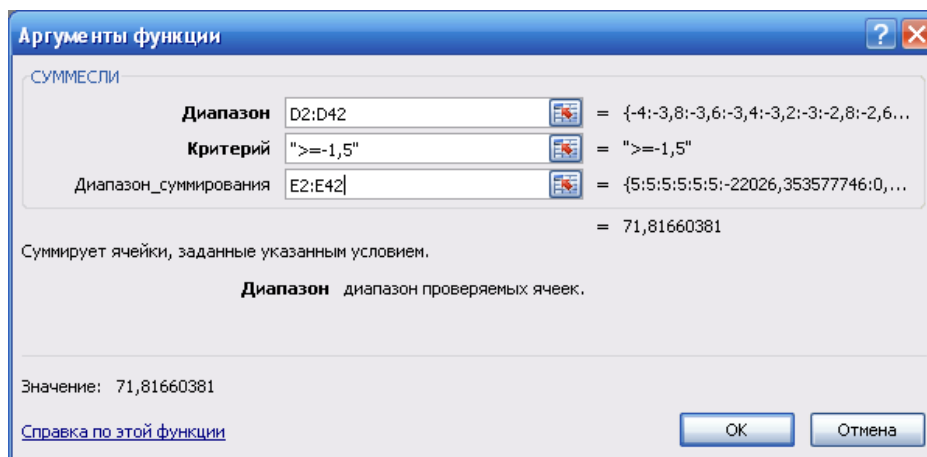 Аргументы функции
СУММЕСЛИ
Диапазон D2:D42 = {-4:-3,8:-3,6:-3,4:-3,2:-3:-2,8:-2,6...
Критерий ">=-1,5" = ">=-1,5"
Диапазон_суммирования E2:E42 = {5:5:5:5:5:5:-22026,353577746:0,...
= 71,81660381
Суммирует ячейки, заданные указанным условием.
Диапазон диапазон проверяемых ячеек.
Значение: 71,81660381
Справка по этой функции ОК Отмена